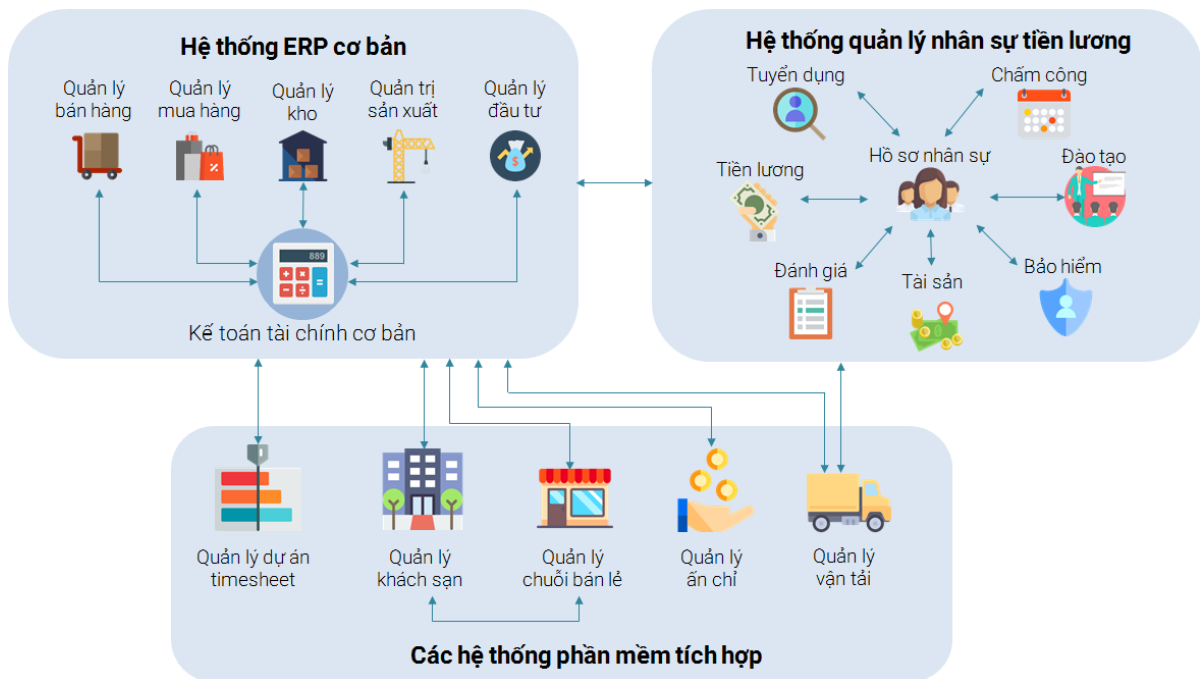 Hệ thống ERP cơ bản
Quản lý
bán hàng
Quản lý
mua hàng
Quản lý
kho
Quản trị
sản xuất
Quản lý
đầu tư
889
Kế toán tài chính cơ bản
Hệ thống quản lý nhân sự tiền lương
Tuyển dụng
Chấm công
Hồ sơ nhân sự
Tiền lương
Đào tạo
Đánh giá
Tài sản
Bảo hiểm
Quản lý dự án
timesheet
Quản lý
khách sạn
Quản lý
chuỗi bán lẻ
Quản lý
ấn chỉ
Quản lý
vận tải
Các hệ thống phần mềm tích hợp